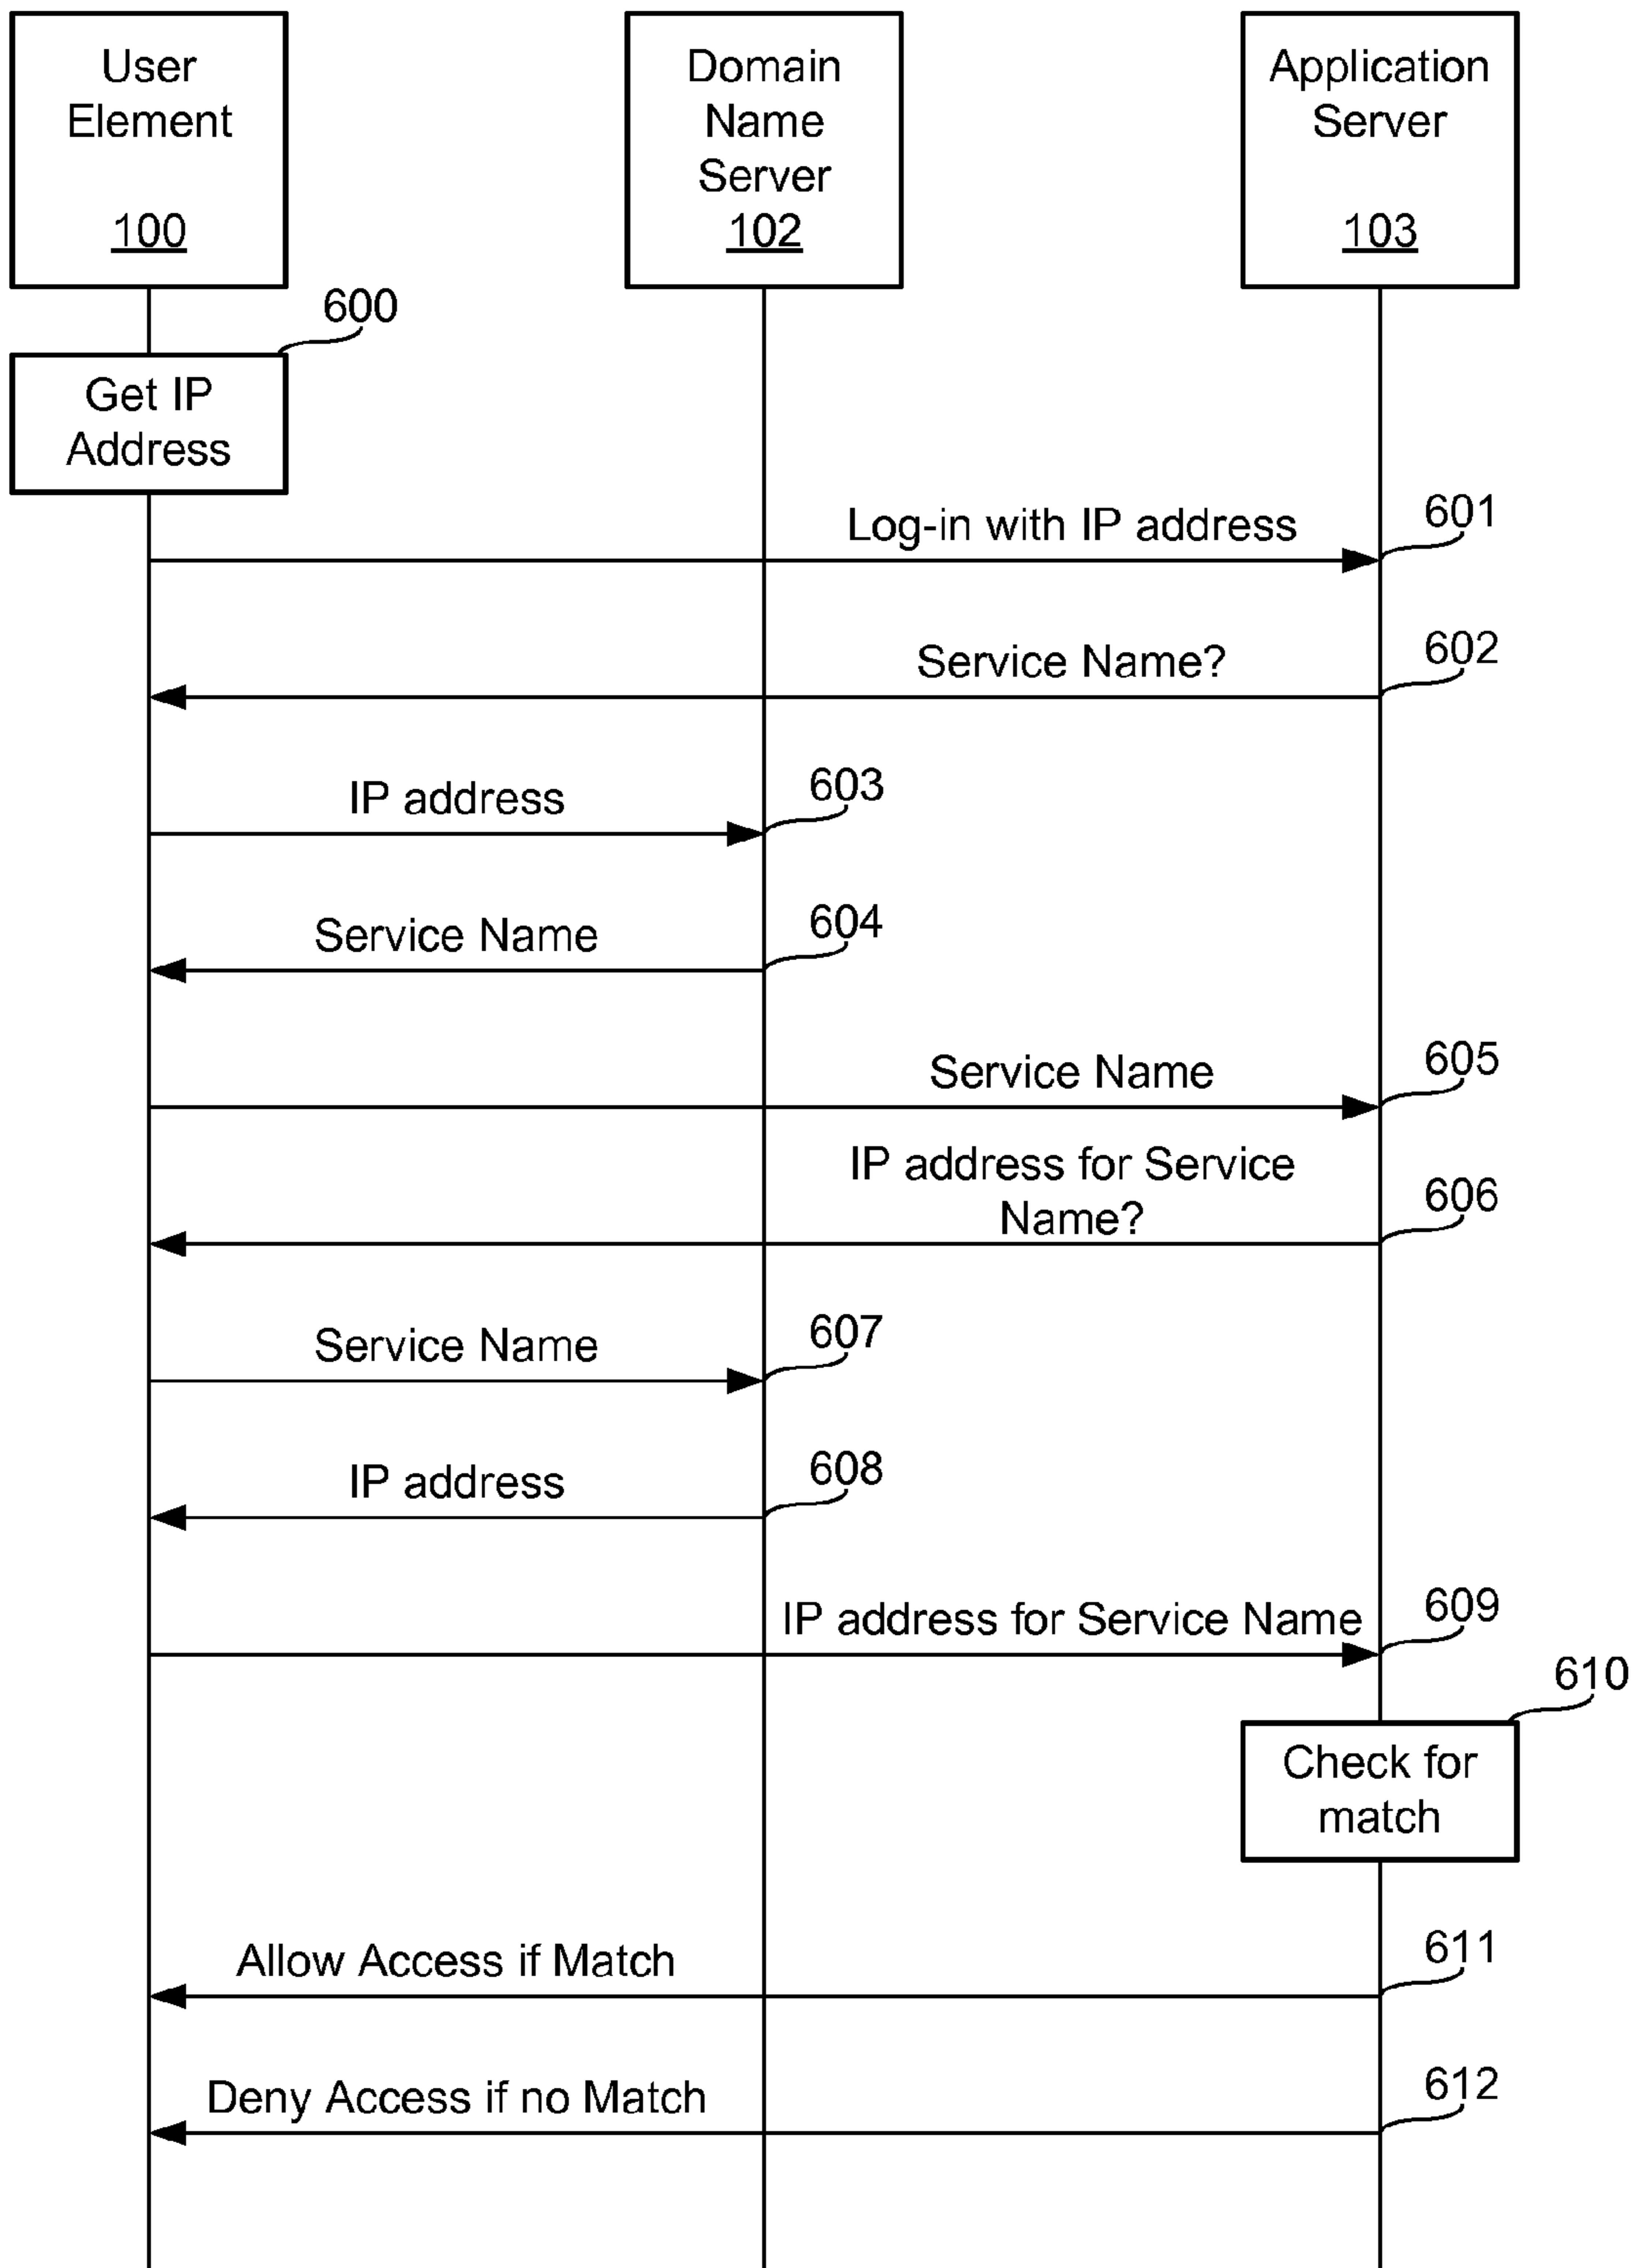 User
Element
100
Domain
Name
Server
102
Application
Server
103
600
Get IP
Address
Log-in with IP address
601
Service Name?
602
IP address
603
Service Name
604
Service Name
605
IP address for Service
Name?
606
Service Name
607
IP address
608
IP address for Service Name
609
610
Check for
match
Allow Access if Match
611
Deny Access if no Match
612